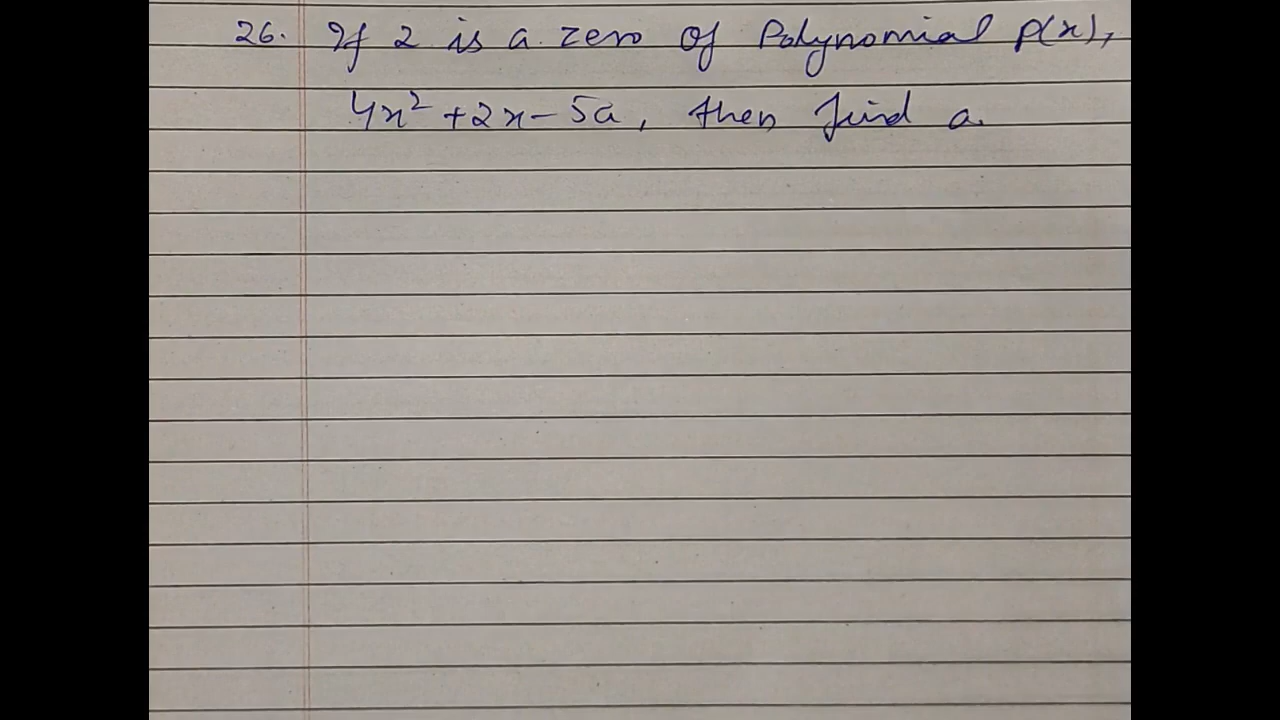 26. If 2 is a zero of Polynomial p(x),
4x² + 2x - 5a, then find a.